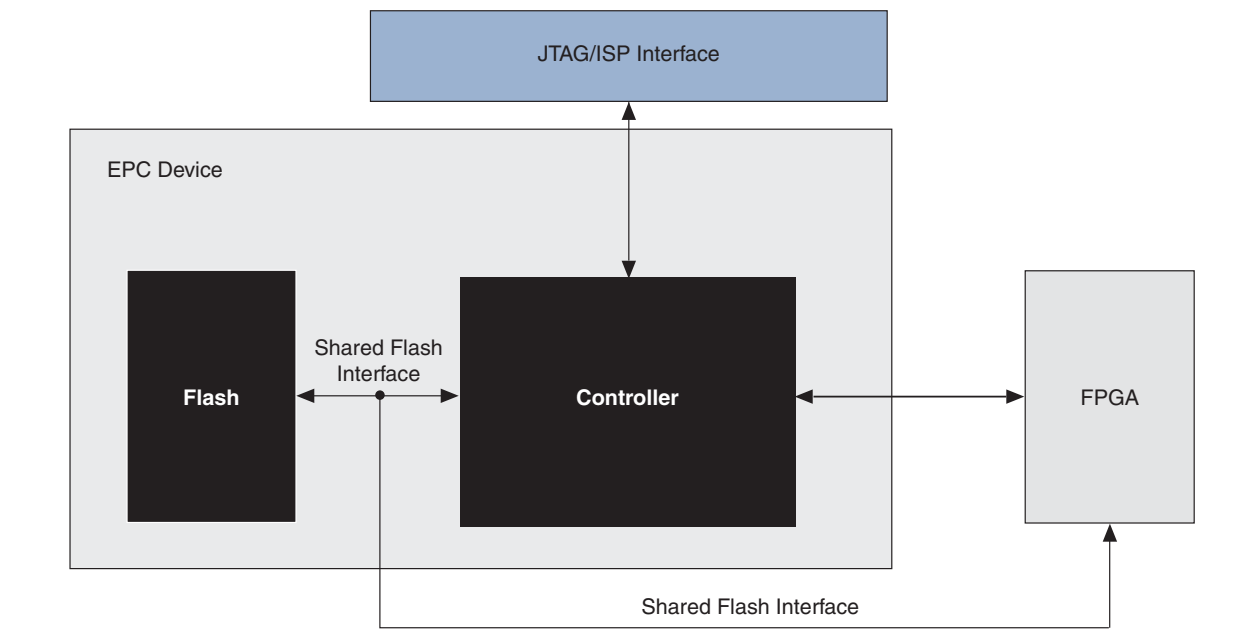 JTAG/ISP Interface
EPC Device
Shared Flash
Interface
Flash
Controller
FPGA
Shared Flash Interface